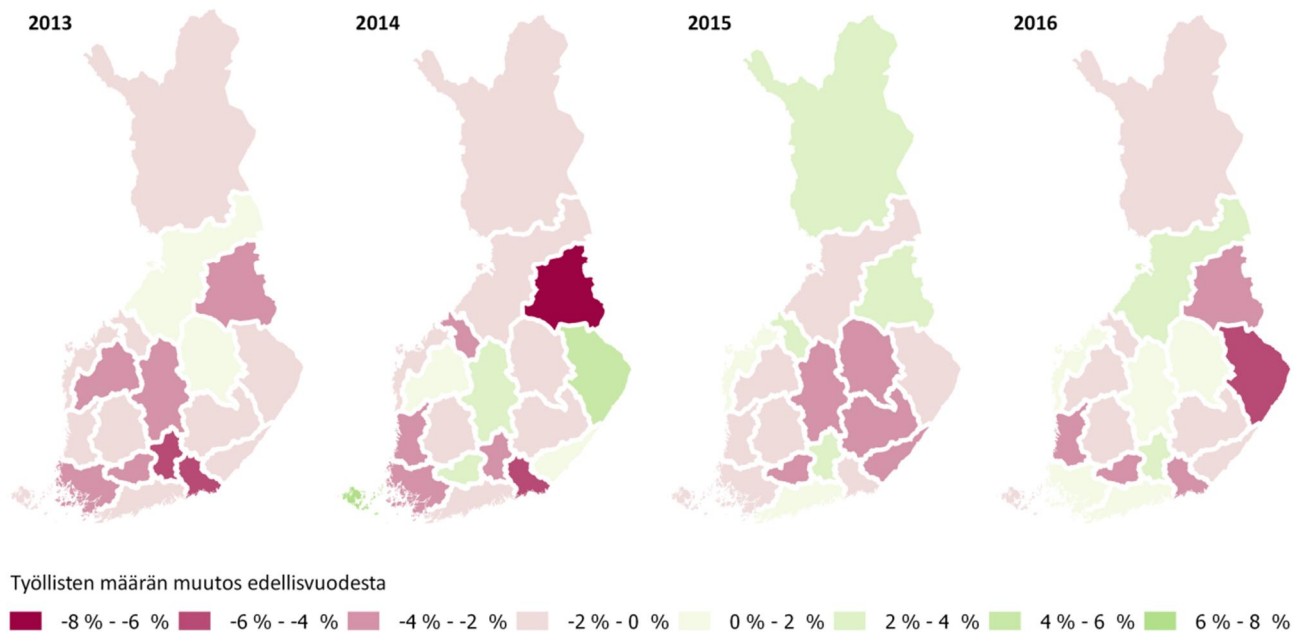 2013 2014 2015 2016
Työllisten määrän muutos edellisvuodesta
-8 % - -6 % -6 % - -4 % -4 % - -2 % -2 % - 0 % 0 % - 2 % 2 % - 4 % 4 % - 6 % 6 % - 8 %